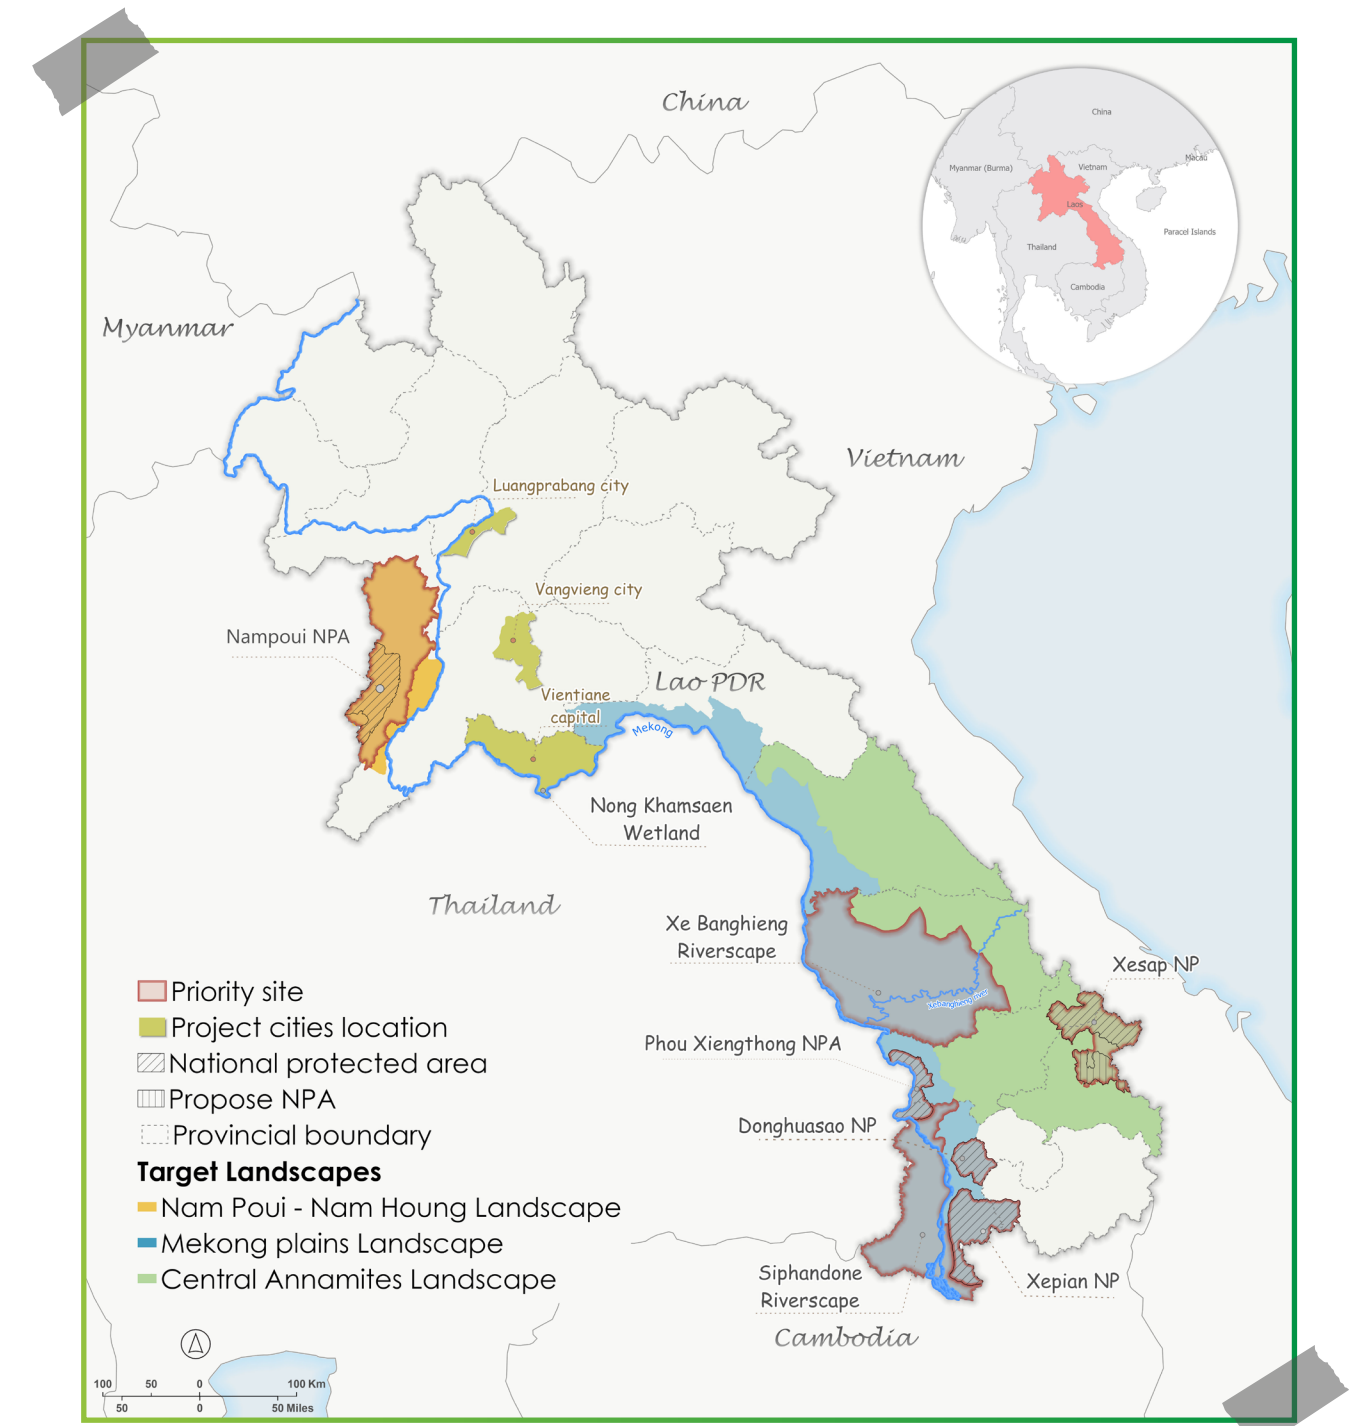 China
China
Macau
Myanmar (Burma)
Vietnam
Laos
Paracel Islands
Thailand
Cambodia
Myanmar
Vietnam
Luangprabang city
Vangvieng city
Nampoui NPA
Lao PDR
Vientiane
capital
Mekong
Nong Khamsaen
Wetland
Thailand
Xe Banghieng
Riverscape
Xesap NP
Xebanghieng river
Phou Xiengthong NPA
Donghuasao NP
Siphandone
Riverscape
Xepian NP
Cambodia
Priority site
Project cities location
National protected area
Propose NPA
Provincial boundary
Target Landscapes
Nam Poui - Nam Houng Landscape
Mekong plains Landscape
Central Annamites Landscape
100 50 0 100 Km
50 0 50 Miles